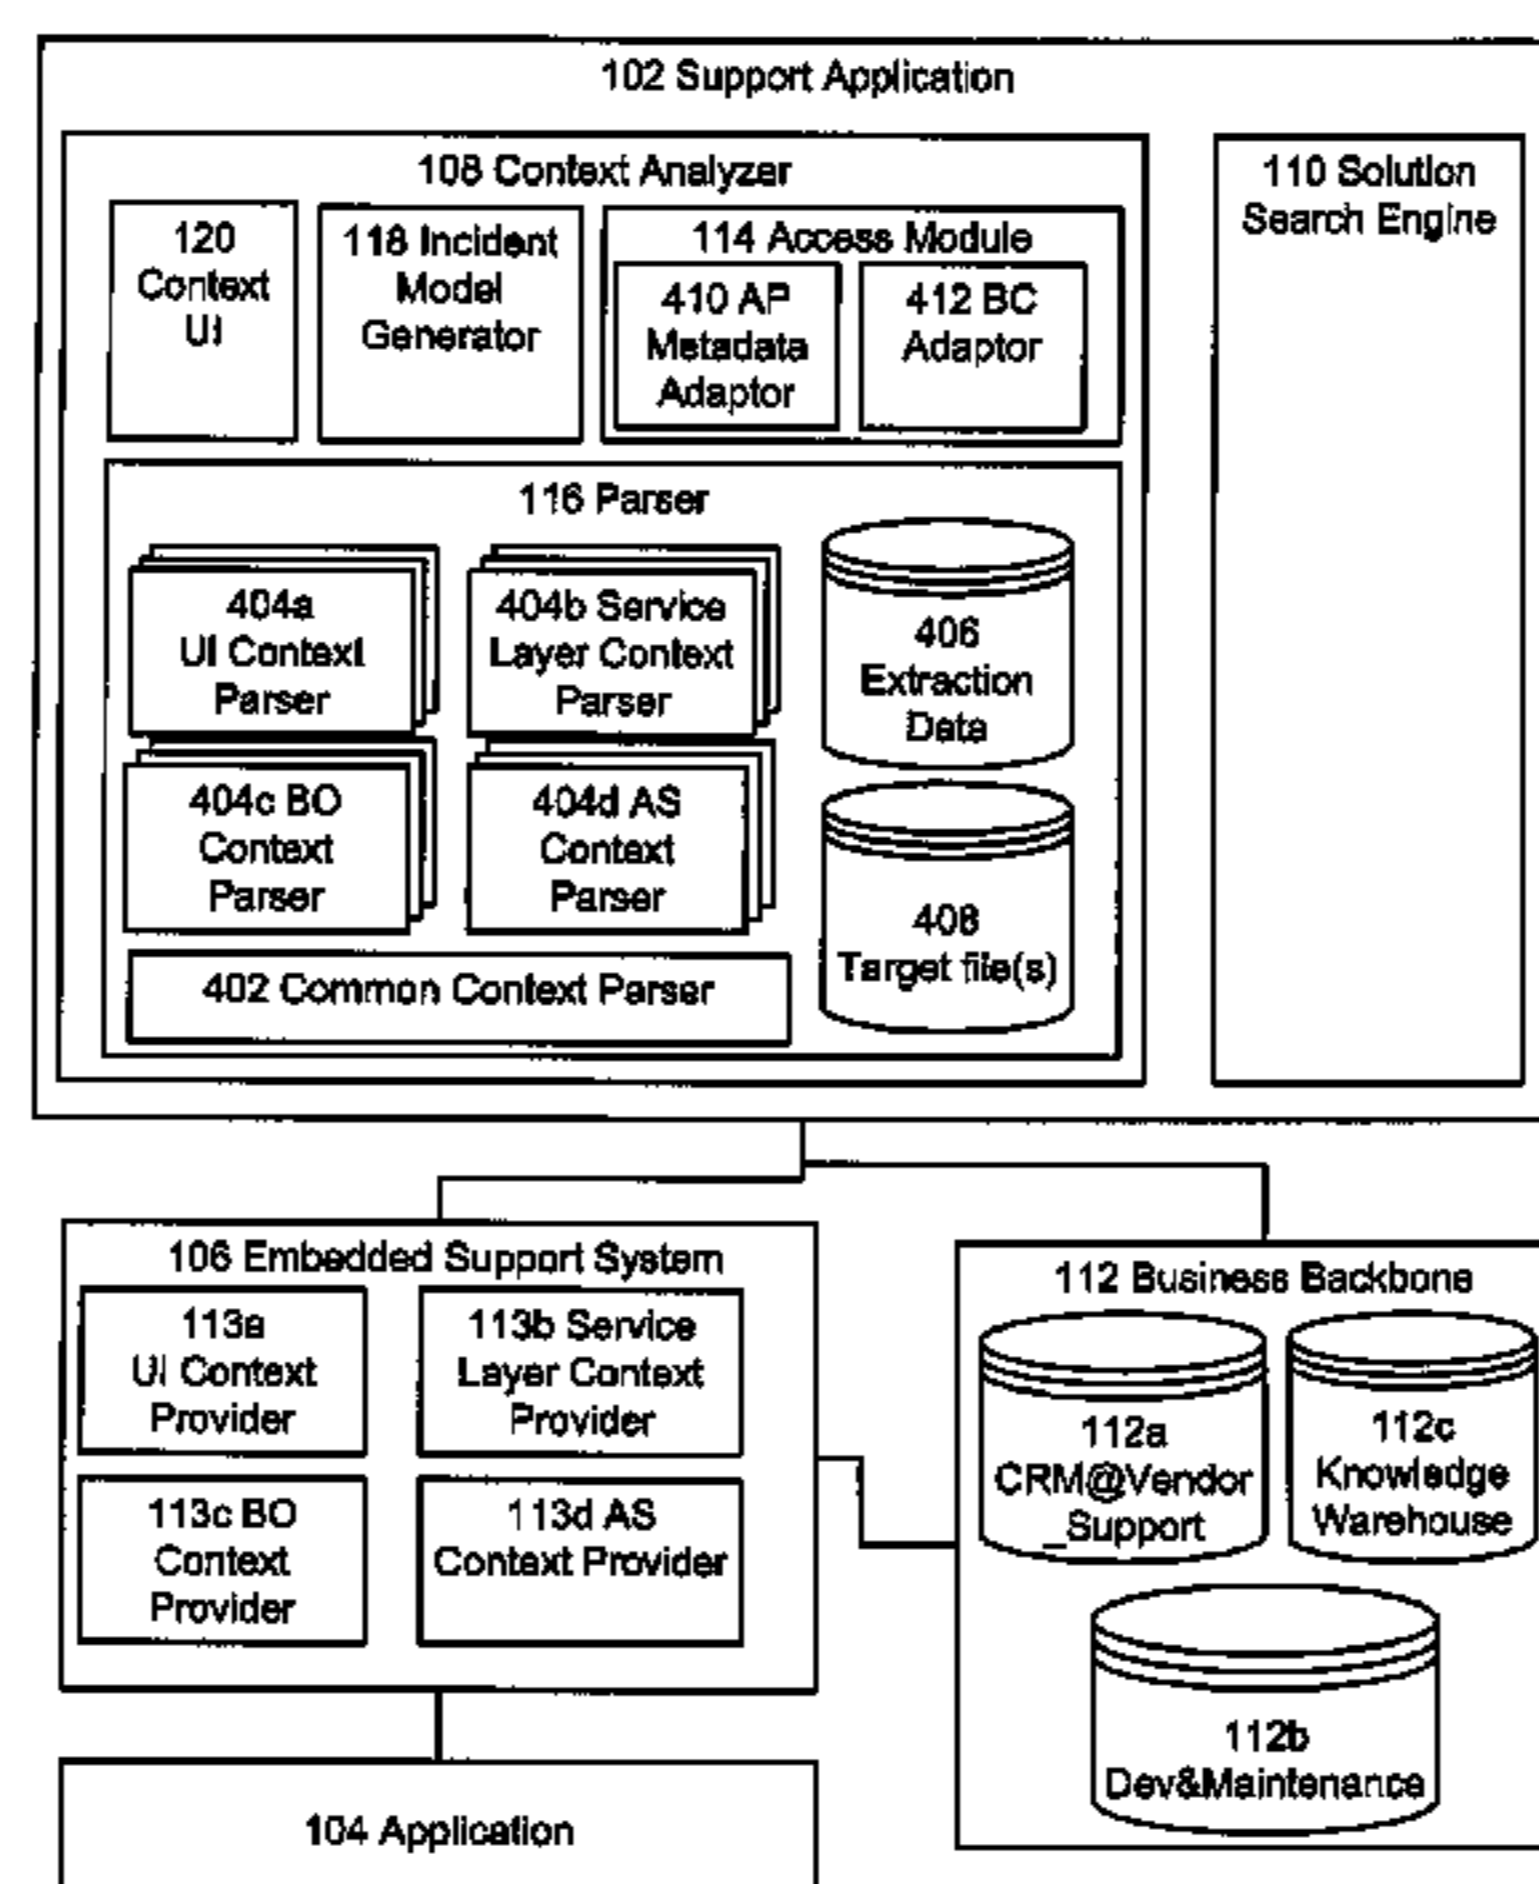 102 Support Application
108 Context Analyzer
120
Context
UI
118 Incident
Model
Generator
114 Access Module
410 AP
Metadata
Adaptor
412 BC
Adaptor
110 Solution
Search Engine
116 Parser
404a
UI Context
Parser
404b Service
Layer Context
Parser
406
Extraction
Data
404c BO
Context
Parser
404d AS
Context
Parser
408
Target file(s)
402 Common Context Parser
106 Embedded Support System
113a
UI Context
Provider
113b Service
Layer Context
Provider
113c BO
Context
Provider
113d AS
Context Provider
112 Business Backbone
112a
CRM@Vendor
_Support
112c
Knowledge
Warehouse
112b
Dev&Maintenance
104 Application